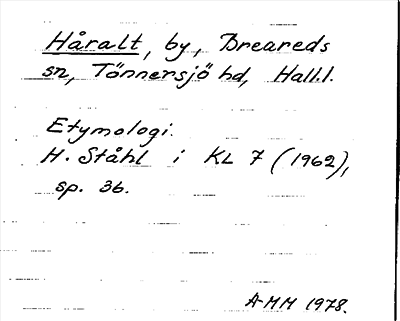 Håralt, by, Breareds
sn, Tönnersjö hd, Hall.l.
Etymologi.
H. Ståhl i KL 7 (1962),
sp. 36.
AMM 1978.